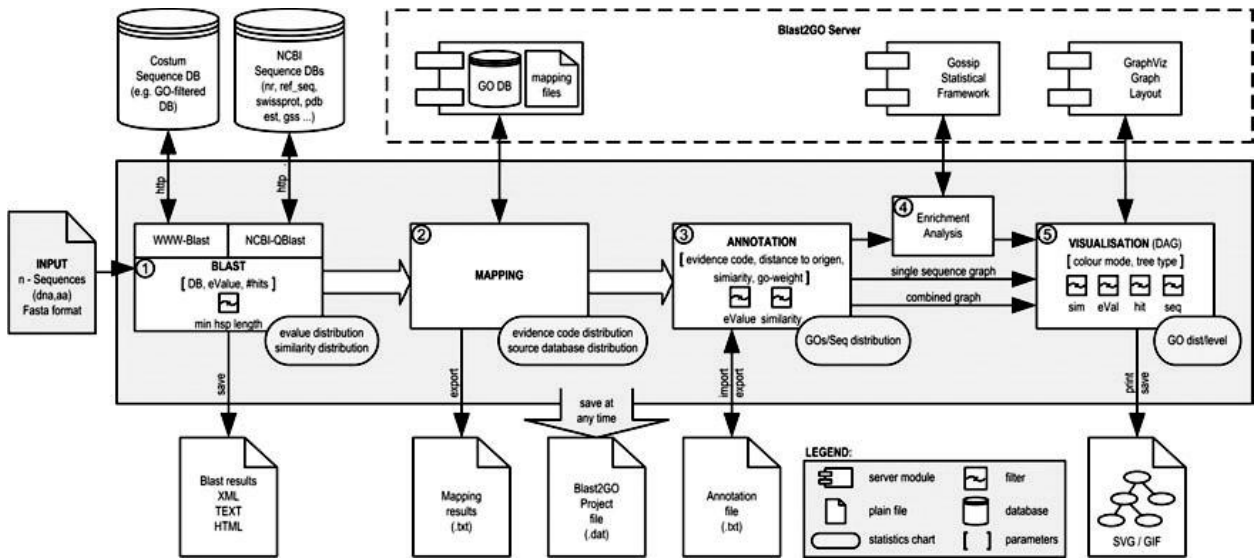 Blast2GO Server
Costum
Sequence DB
(e.g. GO-filtered
DB)
NCBI
Sequence DBs
(nr, ref_seq,
swissprot, pdb
est, gss ...)
GO DB
mapping
files
Gossip
Statistical
Framework
GraphViz
Graph
Layout
http
http
INPUT
n - Sequences
(dna,aa)
Fasta format
WWW-Blast
NCBI-QBlast
1
BLAST
[ DB, eValue, #hits ]
min hsp length
evalue distribution
similarity distribution
2
MAPPING
evidence code distribution
source database distribution
3
ANNOTATION
[ evidence code, distance to origen,
simiarity, go-weight ]
eValue similarity
GOs/Seq distribution
4
Enrichment
Analysis
single sequence graph
combined graph
5
VISUALISATION (DAG)
[ colour mode, tree type ]
sim eVal hit seq
GO dist/level
save
export
save at
any time
import
export
print
save
Blast results
XML
TEXT
HTML
Mapping
results
(.txt)
Blast2GO
Project
file
(.dat)
Annotation
file
(.txt)
LEGEND:
server module
filter
plain file
database
statistics chart
[ ] parameters
SVG / GIF